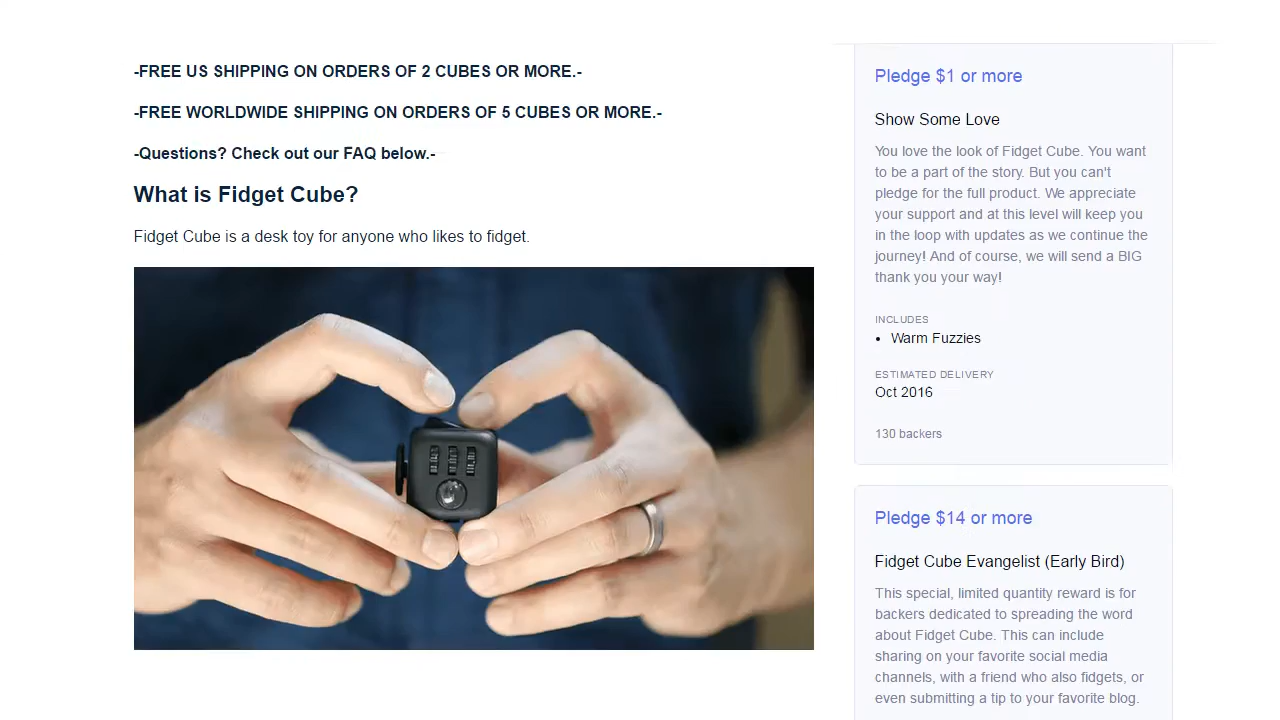 -FREE US SHIPPING ON ORDERS OF 2 CUBES OR MORE.-
-FREE WORLDWIDE SHIPPING ON ORDERS OF 5 CUBES OR MORE.-
-Questions? Check out our FAQ below.-
What is Fidget Cube?
Fidget Cube is a desk toy for anyone who likes to fidget.
Pledge $1 or more
Show Some Love
You love the look of Fidget Cube. You want
to be a part of the story. But you can't
pledge for the full product. We appreciate
your support and at this level will keep you
in the loop with updates as we continue the
journey! And of course, we will send a BIG
thank you your way!
INCLUDES
• Warm Fuzzies
ESTIMATED DELIVERY
Oct 2016
130 backers
Pledge $14 or more
Fidget Cube Evangelist (Early Bird)
This special, limited quantity reward is for
backers dedicated to spreading the word
about Fidget Cube. This can include
sharing on your favorite social media
channels, with a friend who also fidgets, or
even submitting a tip to your favorite blog.